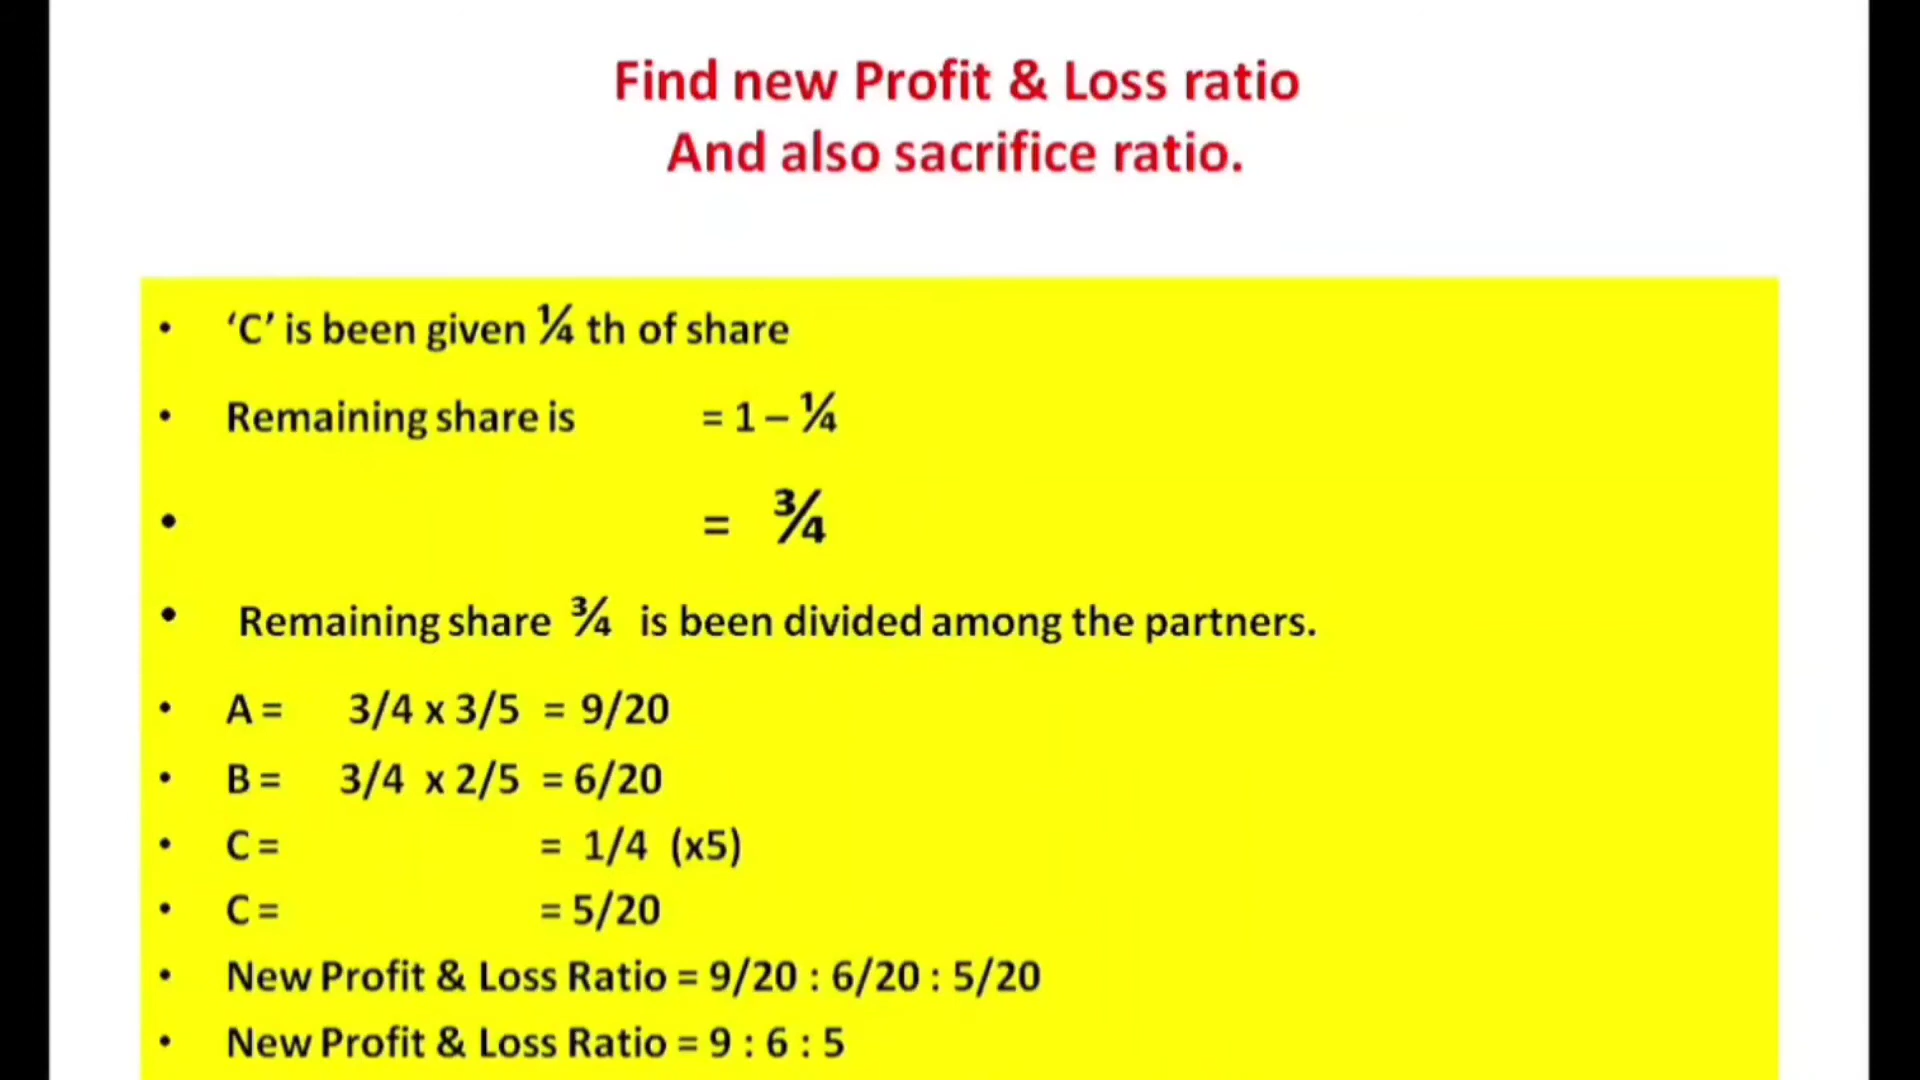 Find new Profit & Loss ratio
And also sacrifice ratio.
• ‘C’ is been given ¼ th of share
• Remaining share is = 1 – ¼
• = ¾
• Remaining share ¾ is been divided among the partners.
• A = 3/4 x 3/5 = 9/20
• B = 3/4 x 2/5 = 6/20
• C = = 1/4 (x5)
• C = = 5/20
• New Profit & Loss Ratio = 9/20 : 6/20 : 5/20
• New Profit & Loss Ratio = 9 : 6 : 5